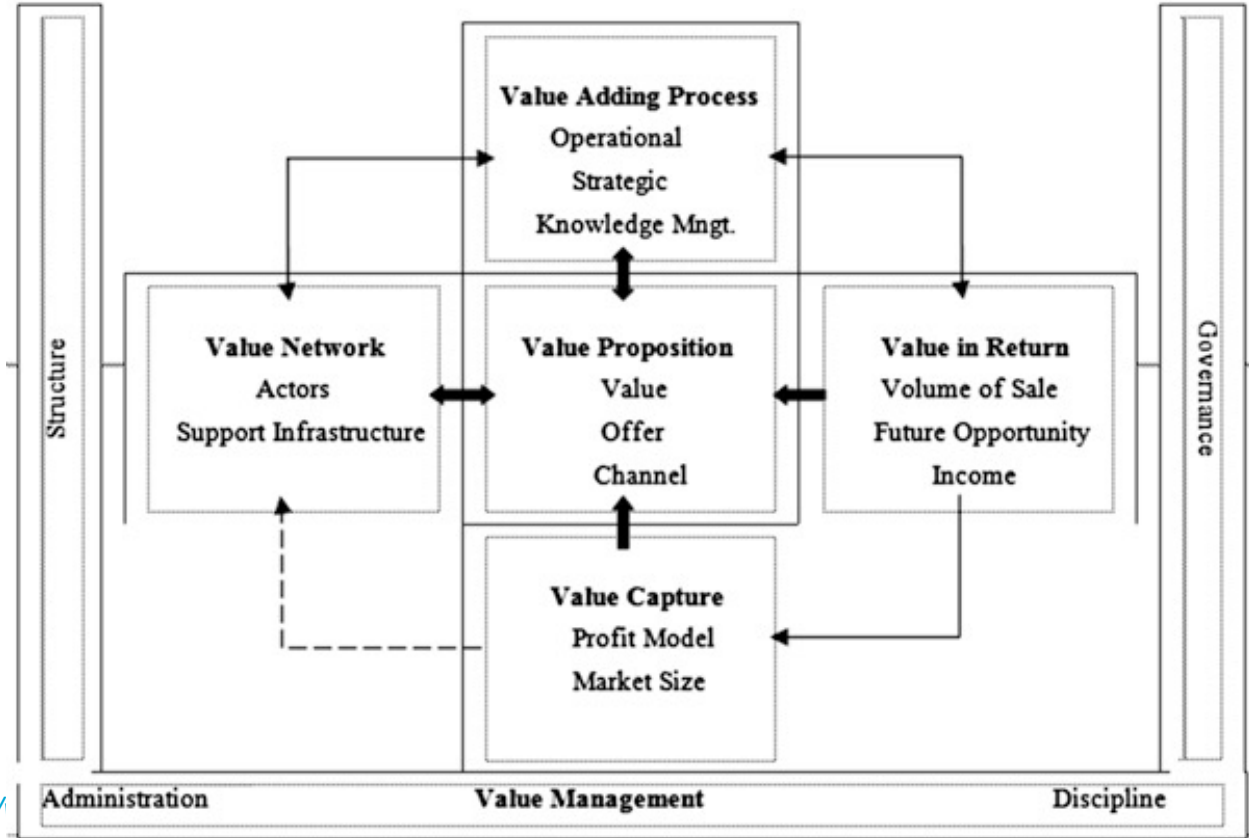 Structure
Value Adding Process
Operational
Strategic
Knowledge Mngt.
Value Network
Actors
Support Infrastructure
Value Proposition
Value
Offer
Channel
Value in Return
Volume of Sale
Future Opportunity
Income
Value Capture
Profit Model
Market Size
Governance
Administration
Value Management
Discipline